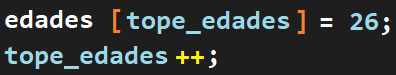 edades [tope_edades] = 26;
tope_edades ++;